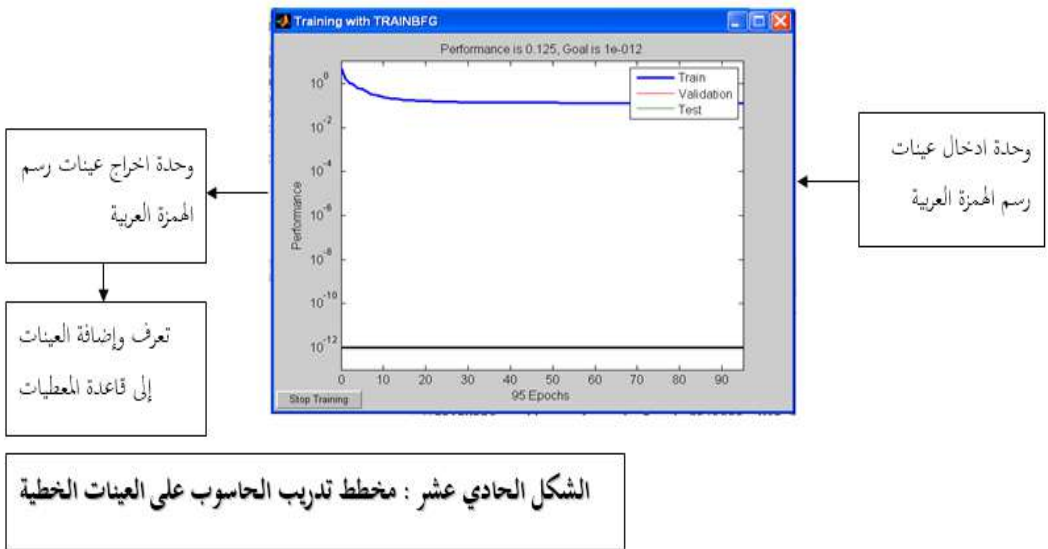 Training with TRAINBFG
Performance is 0.125, Goal is 1e-012
Train
Validation
Test
Performance
10^0
10^-2
10^-4
10^-6
10^-8
10^-10
10^-12
0 10 20 30 40 50 60 70 80 90
95 Epochs
Stop Training
وحدة ادخال عينات
رسم الهمزة العربية
وحدة اخراج عينات رسم
الهمزة العربية
تعرف وإضافة العينات
إلى قاعدة المعطيات
الشكل الحادي عشر : مخطط تدريب الحاسوب على العينات الخطية